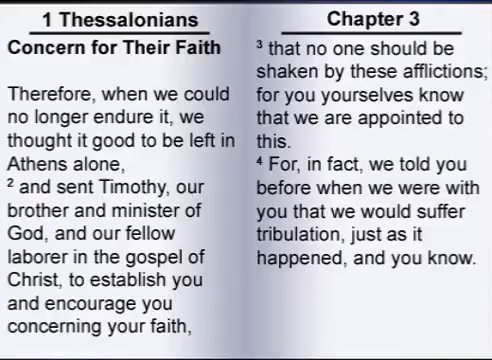 1 Thessalonians
Concern for Their Faith
Therefore, when we could
no longer endure it, we
thought it good to be left in
Athens alone,
² and sent Timothy, our
brother and minister of
God, and our fellow
laborer in the gospel of
Christ, to establish you
and encourage you
concerning your faith,
Chapter 3
³ that no one should be
shaken by these afflictions;
for you yourselves know
that we are appointed to
this.
⁴ For, in fact, we told you
before when we were with
you that we would suffer
tribulation, just as it
happened, and you know.